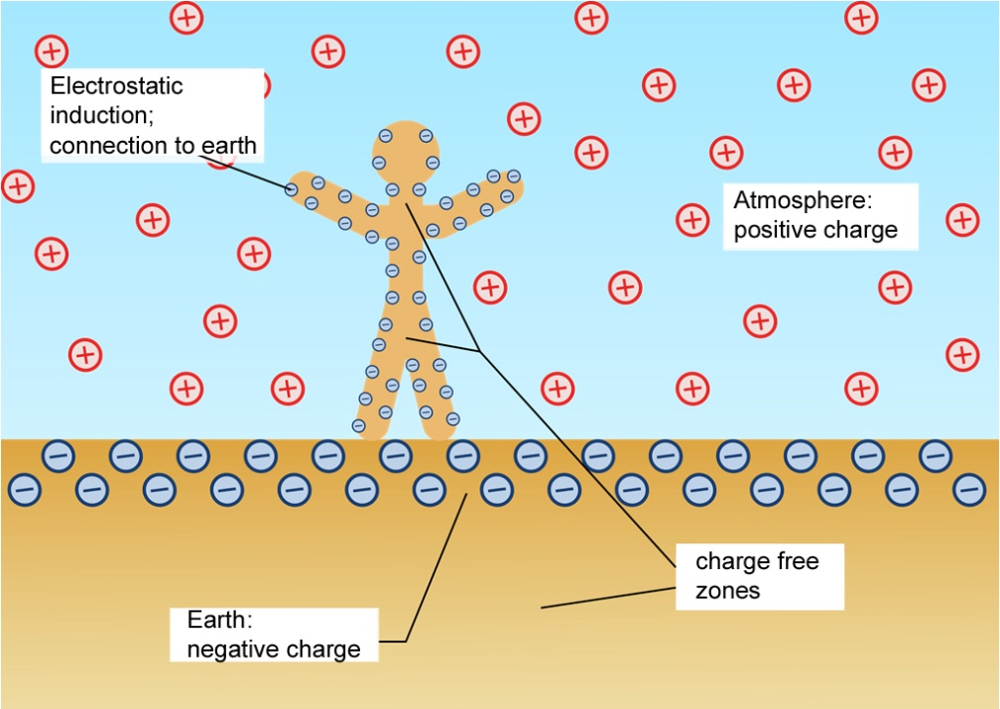 Electrostatic
induction;
connection to earth
Atmosphere:
positive charge
charge free
zones
Earth:
negative charge